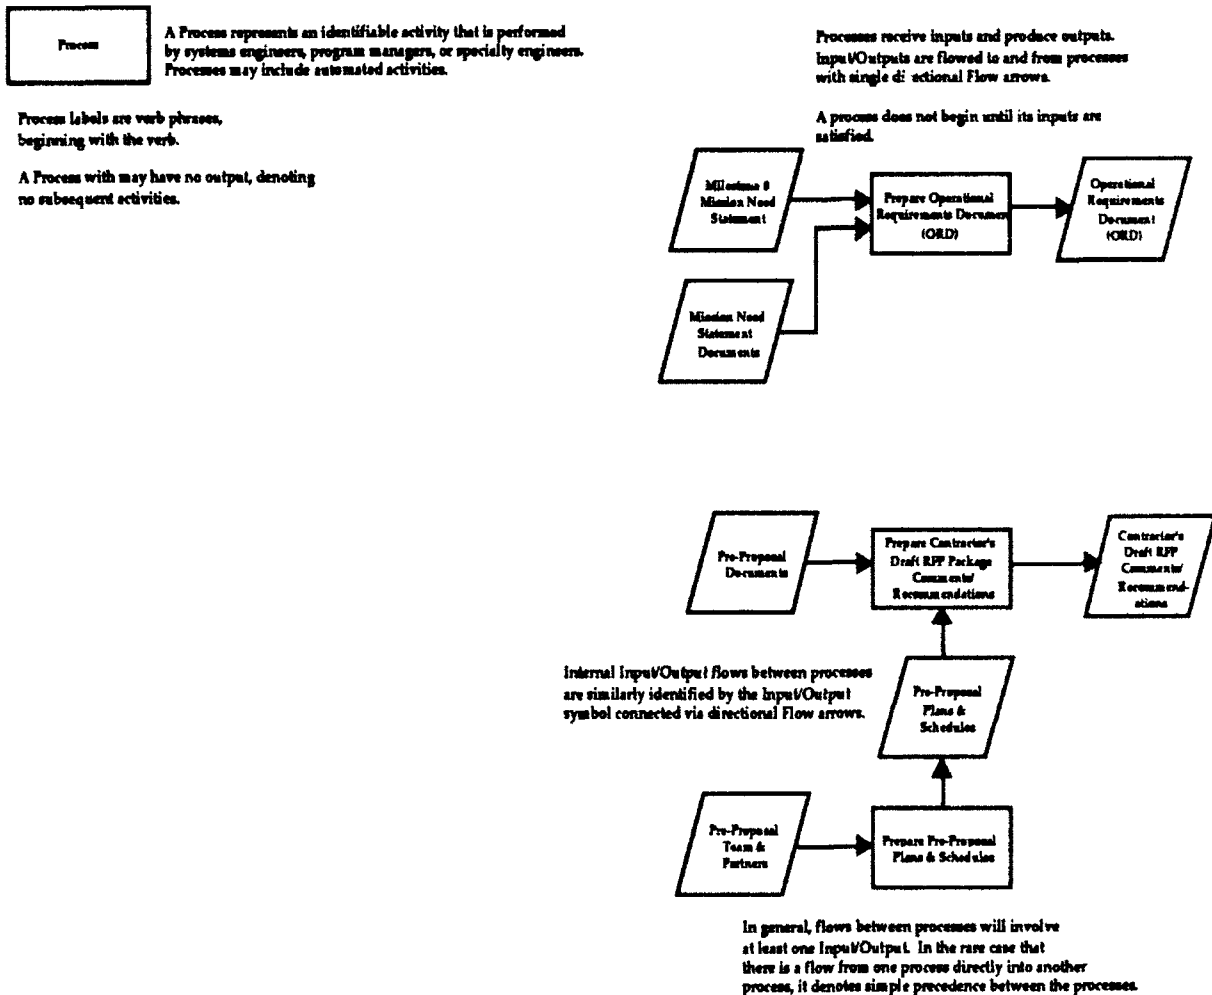 Process
A Process represents an identifiable activity that is performed
by systems engineers, program managers, or specialty engineers.
Processes may include automated activities.
Process labels are verb phrases,
beginning with the verb.
A Process with may have no output, denoting
no subsequent activities.
Processes receive inputs and produce outputs.
Input/Outputs are flowed to and from processes
with single di ectional Flow arrows.
A process does not begin until its inputs are
satisfied.
Milestone 0
Mission Need
Statement
Prepare Operational
Requirements Documen
(ORD)
Operational
Requirements
Document
(ORD)
Mission Need
Statement
Documents
Pre-Proposal
Documents
Prepare Contractor's
Draft RFP Package
Comments/
Recommendations
Contractor's
Draft RFP
Comments/
Recommend-
ations
Internal Input/Output flows between processes
are similarly identified by the Input/Output
symbol connected via directional Flow arrows.
Pre-Proposal
Plans &
Schedules
Pre-Proposal
Team &
Partners
Prepare Pre-Proposal
Plans & Schedules
In general, flows between processes will involve
at least one Input/Output. In the rare case that
there is a flow from one process directly into another
process, it denotes simple precedence between the processes.